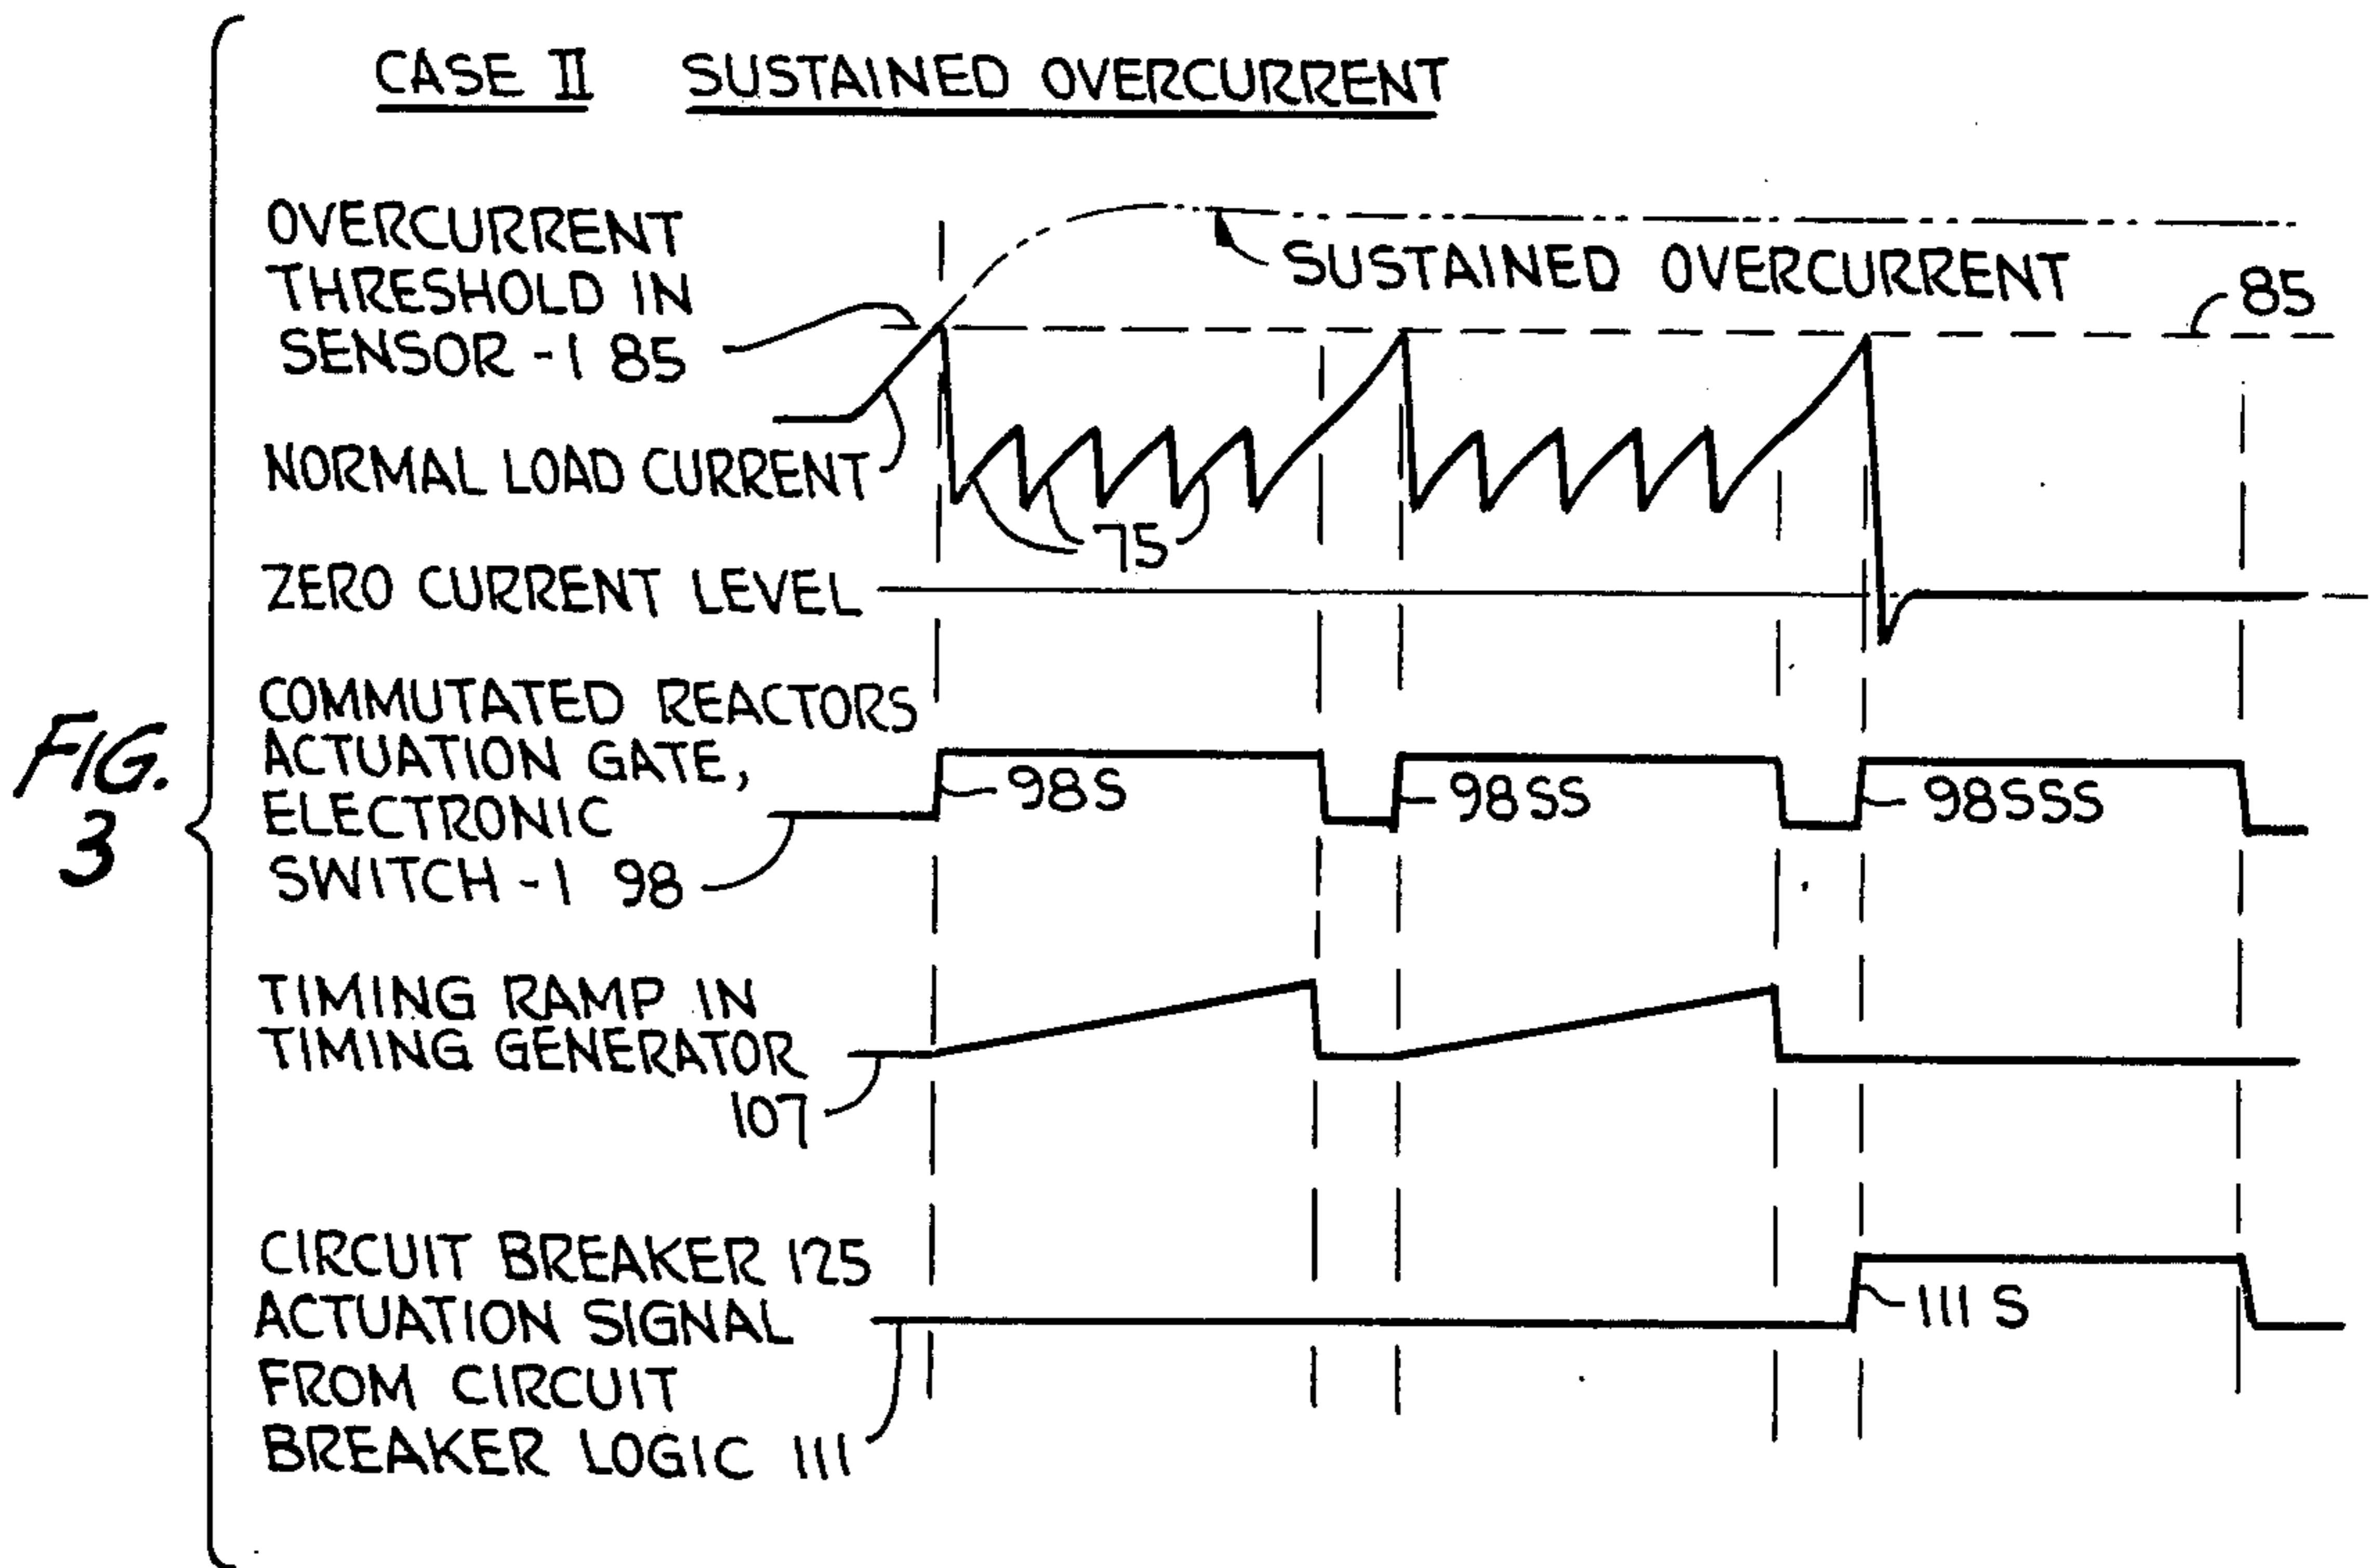 CASE II SUSTAINED OVERCURRENT
OVERCURRENT
THRESHOLD IN
SENSOR -1 85
SUSTAINED OVERCURRENT
85
NORMAL LOAD CURRENT
75
ZERO CURRENT LEVEL
COMMUTATED REACTORS
ACTUATION GATE,
ELECTRONIC
SWITCH -1 98
98S
98SS
98SSS
FIG.
3
TIMING RAMP IN
TIMING GENERATOR
107
CIRCUIT BREAKER 125
ACTUATION SIGNAL
FROM CIRCUIT
BREAKER LOGIC 111
111 S